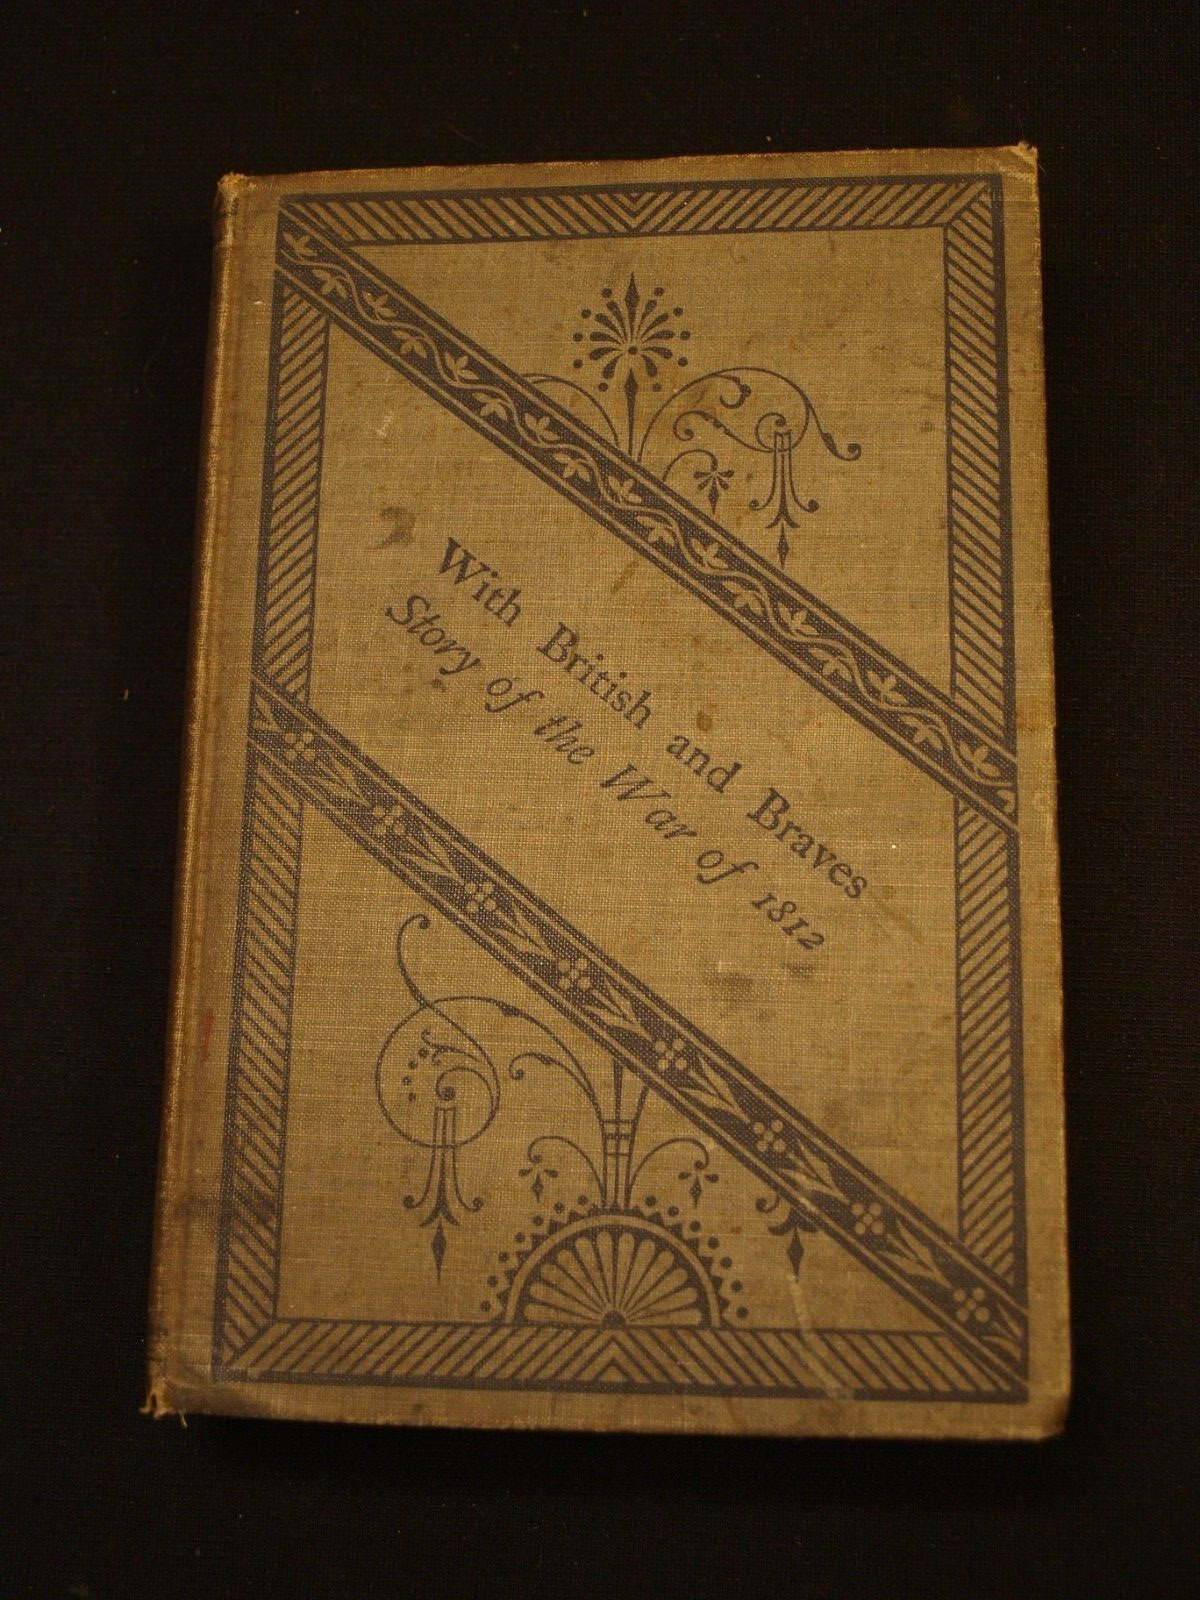 With British and Braves
Story of the War of 1812